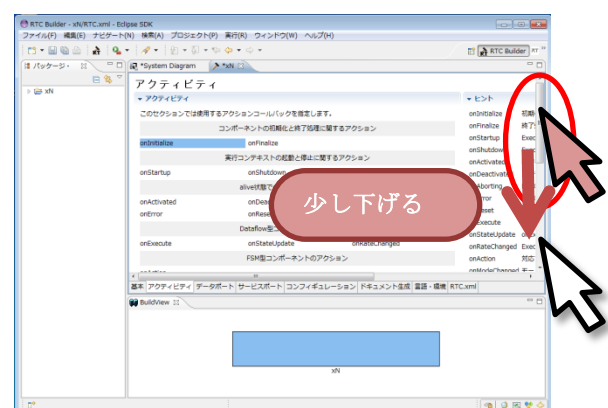 RTC Builder - xN/RTC.xml - Eclipse SDK
ファイル(F) 編集(E) ナビゲート(N) 検索(A) プロジェクト(P) 実行(R) ウィンドウ(W) ヘルプ(H)
RTC Builder
パッケージ・
*System Diagram *xN
xN
アクティビティ
アクティビティ
このセクションでは使用するアクションコールバックを指定します。
コンポーネントの初期化と終了処理に関するアクション
onInitialize onFinalize
実行コンテキストの起動と停止に関するアクション
onStartup onShutdown
alive状態で
onActivated
onError
Dataflow型コ
onExecute onStateUpdate onRateChanged
FSM型コンポーネントのアクション
ヒント
onInitialize
onFinalize
onStartup
onShutdown
onActivated
onDeactivat
onStateUpdate
onRateChanged
onAction 対応
onModeChanged モー
少し下げる
基本 アクティビティ データポート サービスポート コンフィギュレーション ドキュメント生成 言語・環境 RTC.xml
BuildView
xN